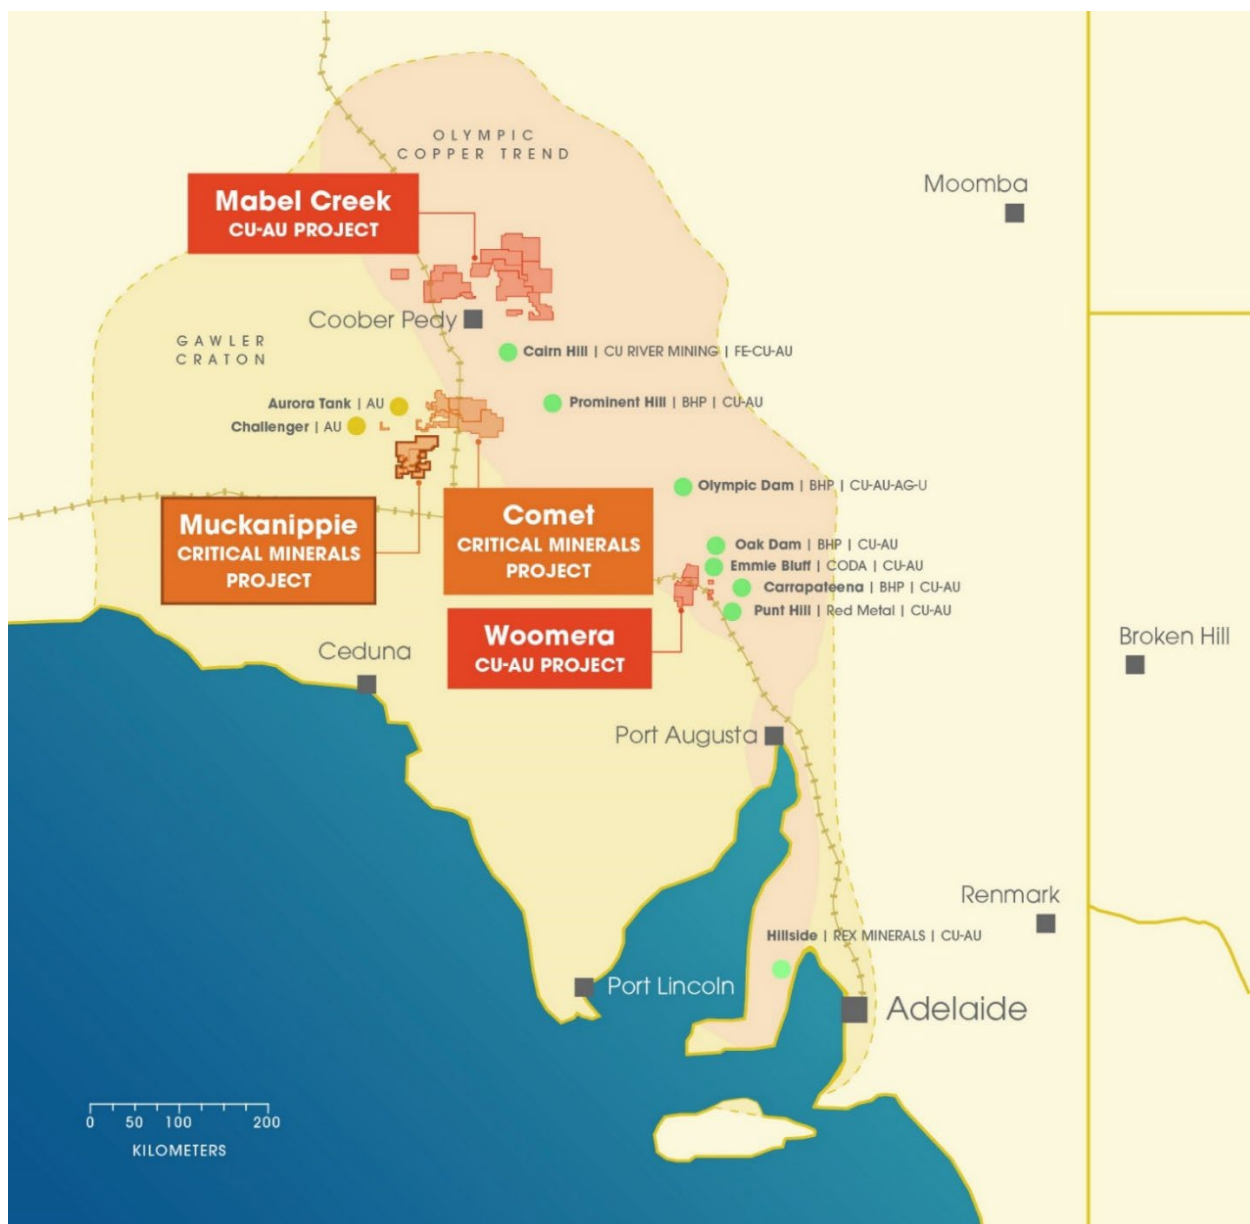 OLYMPIC
COPPER TREND
Moomba
Mabel Creek
CU-AU PROJECT
Coober Pedy
GAWLER
CRATON
Cairn Hill | CU RIVER MINING | FE-CU-AU
Aurora Tank | AU
Prominent Hill | BHP | CU-AU
Challenger | AU
Olympic Dam | BHP | CU-AU-AG-U
Muckanippie
CRITICAL MINERALS
PROJECT
Comet
CRITICAL MINERALS
PROJECT
Oak Dam | BHP | CU-AU
Emmie Bluff | CODA | CU-AU
Carrapateena | BHP | CU-AU
Punt Hill | Red Metal | CU-AU
Woomera
CU-AU PROJECT
Broken Hill
Ceduna
Port Augusta
Renmark
Hillside | REX MINERALS | CU-AU
Port Lincoln
Adelaide
0 50 100 200
KILOMETERS